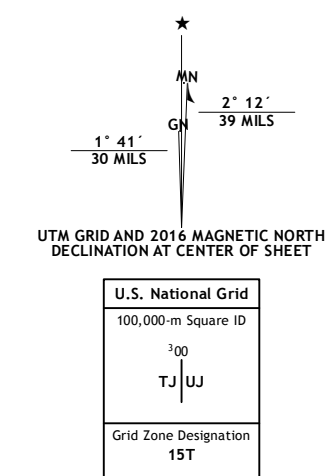 ★
MN
2° 12´
39 MILS
GN
1° 41´
30 MILS
UTM GRID AND 2016 MAGNETIC NORTH
DECLINATION AT CENTER OF SHEET
U.S. National Grid
100,000-m Square ID
³00
TJ UJ
Grid Zone Designation
15T